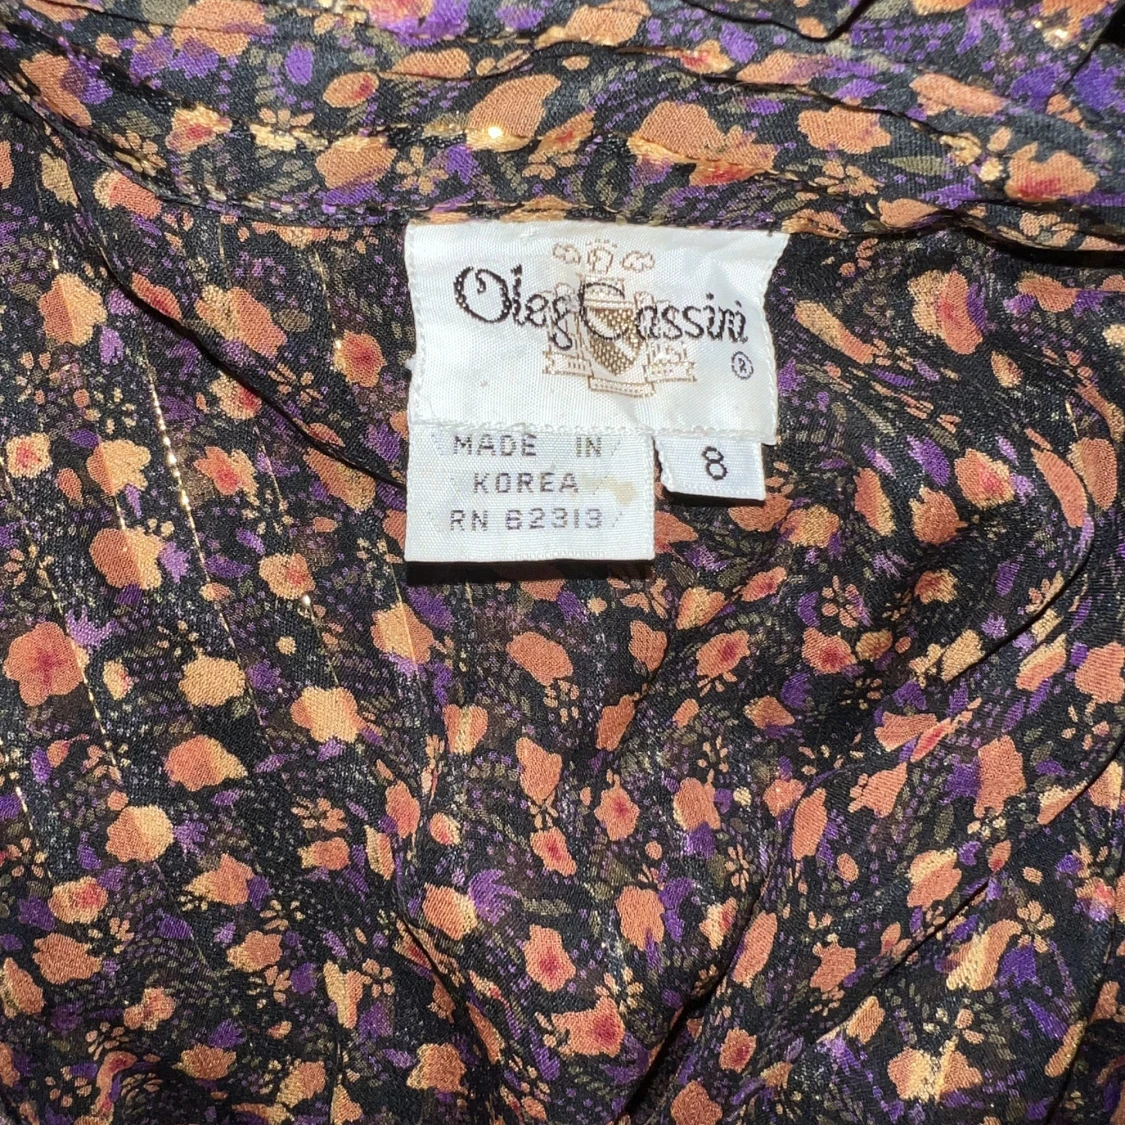 Oleg Cassini
®
MADE IN
KOREA
RN 62313
8